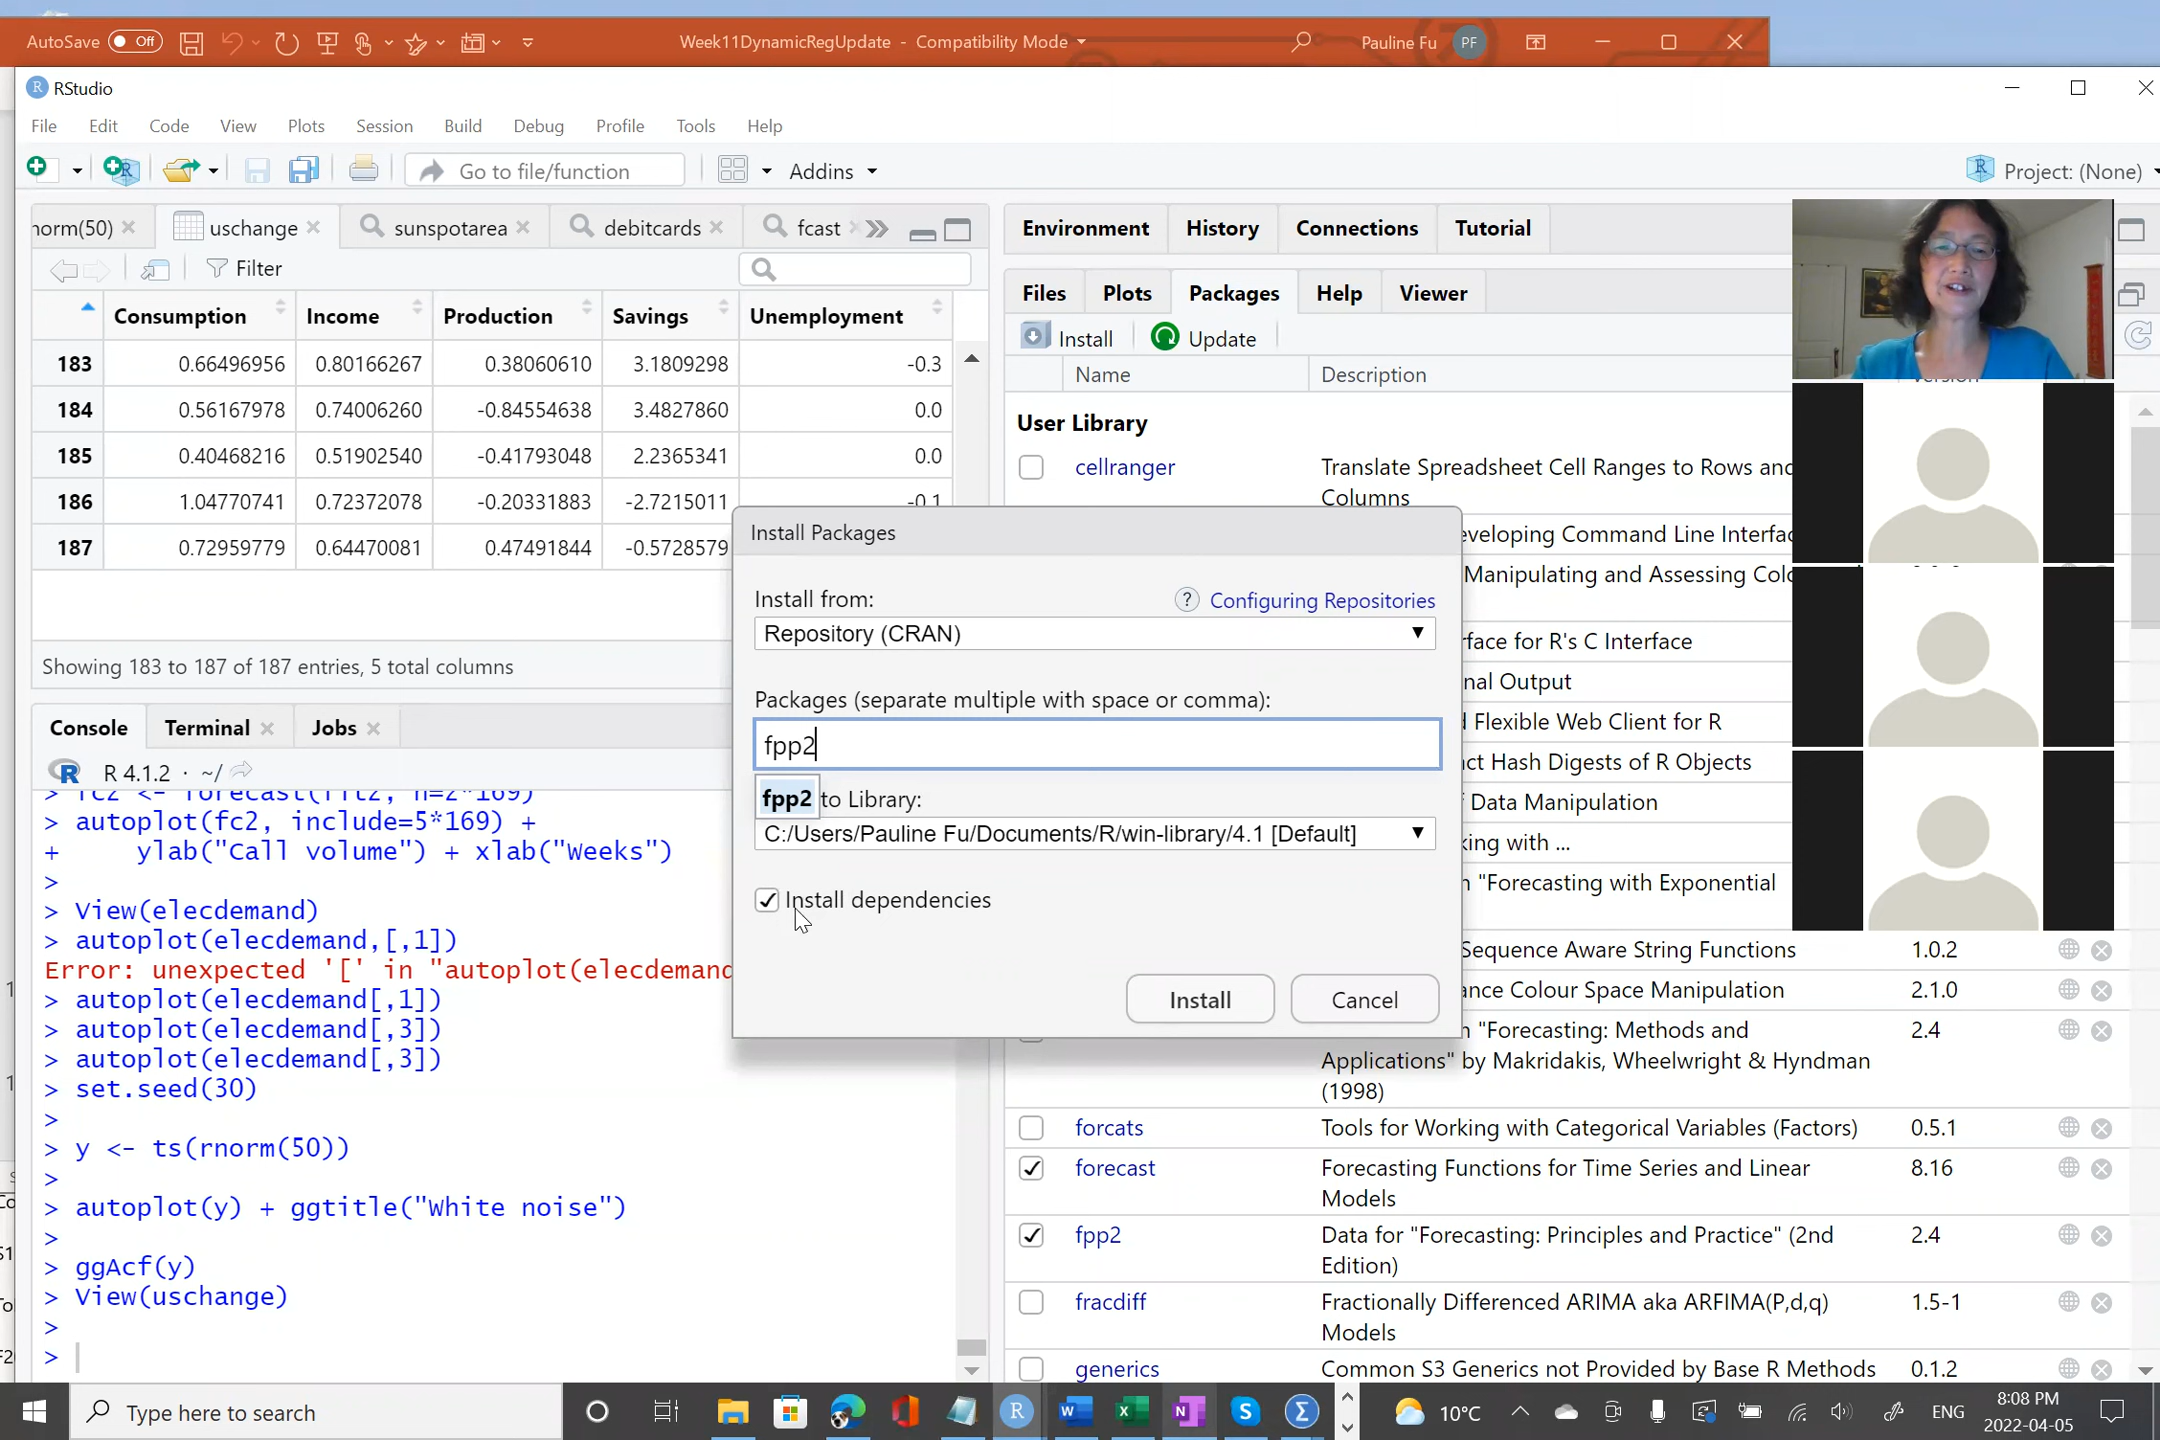 AutoSave Off Week11DynamicRegUpdate - Compatibility Mode Pauline Fu PF
RStudio
File Edit Code View Plots Session Build Debug Profile Tools Help
Go to file/function Addins Project: (None)
norm(50) uschange sunspotarea debitcards fcast
Filter
Consumption Income Production Savings Unemployment
183 0.66496956 0.80166267 0.38060610 3.1809298 -0.3
184 0.56167978 0.74006260 -0.84554638 3.4827860 0.0
185 0.40468216 0.51902540 -0.41793048 2.2365341 0.0
186 1.04770741 0.72372078 -0.20331883 -2.7215011 -0.1
187 0.72959779 0.64470081 0.47491844 -0.5728579
Showing 183 to 187 of 187 entries, 5 total columns
Console Terminal Jobs
R 4.1.2 · ~/
> fc2 <- forecast(fit2, h=2*169)
> autoplot(fc2, include=5*169) +
+     ylab("Call volume") + xlab("Weeks")
>
> View(elecdemand)
> autoplot(elecdemand,[,1])
Error: unexpected '[' in "autoplot(elecdemand
> autoplot(elecdemand[,1])
> autoplot(elecdemand[,3])
> autoplot(elecdemand[,3])
> set.seed(30)
>
> y <- ts(rnorm(50))
>
> autoplot(y) + ggtitle("White noise")
>
> ggAcf(y)
> View(uschange)
>
>
Environment History Connections Tutorial
Files Plots Packages Help Viewer
Install Update
Name Description
User Library
cellranger Translate Spreadsheet Cell Ranges to Rows and
Columns
eveloping Command Line Interfac
Manipulating and Assessing Colo
rface for R's C Interface
nal Output
d Flexible Web Client for R
ct Hash Digests of R Objects
f Data Manipulation
king with ...
n "Forecasting with Exponential
Sequence Aware String Functions 1.0.2
ance Colour Space Manipulation 2.1.0
n "Forecasting: Methods and 2.4
Applications" by Makridakis, Wheelwright & Hyndman
(1998)
forcats Tools for Working with Categorical Variables (Factors) 0.5.1
forecast Forecasting Functions for Time Series and Linear 8.16
Models
fpp2 Data for "Forecasting: Principles and Practice" (2nd 2.4
Edition)
fracdiff Fractionally Differenced ARIMA aka ARFIMA(P,d,q) 1.5-1
Models
generics Common S3 Generics not Provided by Base R Methods 0.1.2
Install Packages
Install from: ? Configuring Repositories
Repository (CRAN)
Packages (separate multiple with space or comma):
fpp2
fpp2 to Library:
C:/Users/Pauline Fu/Documents/R/win-library/4.1 [Default]
Install dependencies
Install Cancel
Type here to search 10°C ENG 8:08 PM
2022-04-05